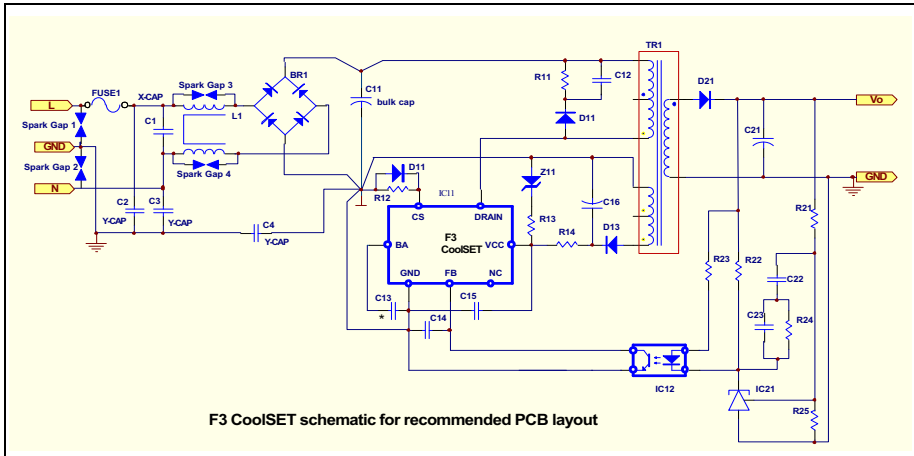 TR1
D21
Spark Gap 3
BR1
R11
C12
X-CAP
FUSE1
C11
bulk cap
L
L1
Vo
Spark Gap 1
C1
D11
C21
GND
Spark Gap 2
Spark Gap 4
D11
Z11
GND
N
R12
IC11
C16
C2
C3
CS
DRAIN
R21
Y-CAP
Y-CAP
C4
Y-CAP
F3
CoolSET
R13
R14
D13
BA
VCC
R23
R22
GND
FB
NC
C22
C13
*
C15
C14
C23
R24
IC12
IC21
R25
F3 CoolSET schematic for recommended PCB layout